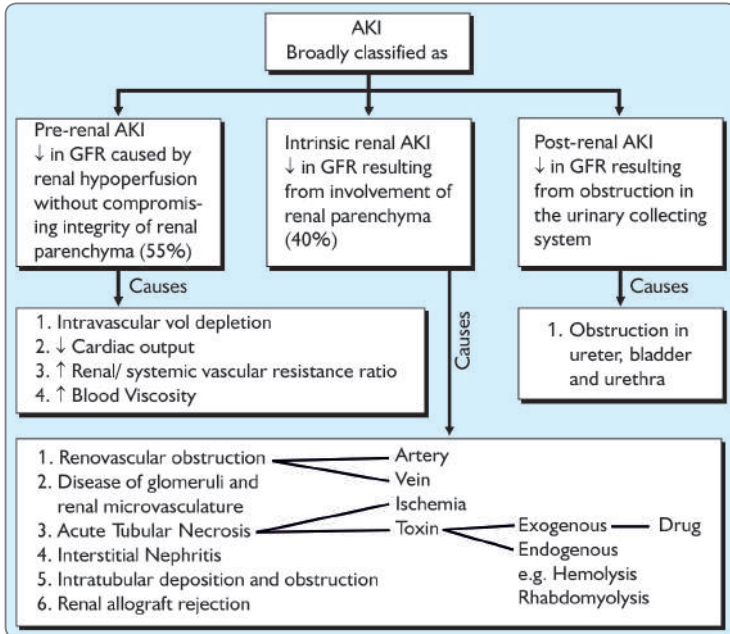 AKI
Broadly classified as
Pre-renal AKI
↓ in GFR caused by
renal hypoperfusion
without compromis-
ing integrity of renal
parenchyma (55%)
Intrinsic renal AKI
↓ in GFR resulting
from involvement of
renal parenchyma
(40%)
Post-renal AKI
↓ in GFR resulting
from obstruction in
the urinary collecting
system
Causes
Causes
Causes
1. Intravascular vol depletion
2. ↓ Cardiac output
3. ↑ Renal/ systemic vascular resistance ratio
4. ↑ Blood Viscosity
1. Obstruction in
ureter, bladder
and urethra
1. Renovascular obstruction
2. Disease of glomeruli and
renal microvasculature
3. Acute Tubular Necrosis
4. Interstitial Nephritis
5. Intratubular deposition and obstruction
6. Renal allograft rejection
Artery
Vein
Ischemia
Toxin
Exogenous
Drug
Endogenous
e.g. Hemolysis
Rhabdomyolysis